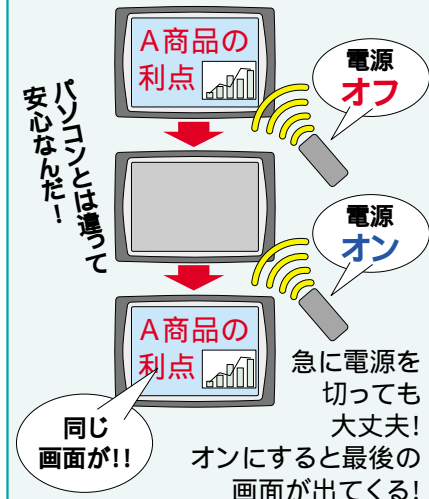 A商品の
利点
電源
オフ
パソコンとは違って
安心なんだ！
電源
オン
A商品の
利点
同じ
画面が!!
急に電源を
切っても
大丈夫!
オンにすると最後の
画面が出てくる!